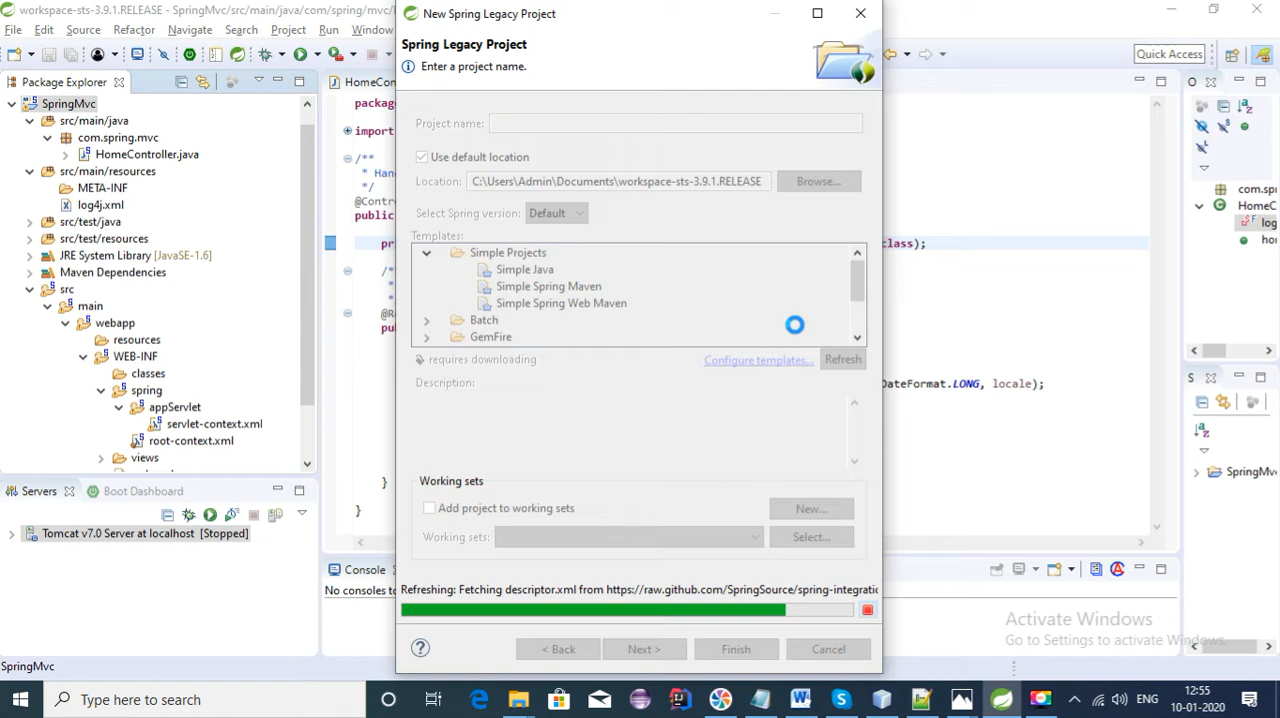 workspace-sts-3.9.1.RELEASE - SpringMvc/src/main/java/com/spring/mvc/
New Spring Legacy Project
File Edit Source Refactor Navigate Search Project Run Window
Spring Legacy Project
Enter a project name.
Quick Access
Package Explorer
SpringMvc
src/main/java
com.spring.mvc
HomeController.java
src/main/resources
META-INF
log4j.xml
src/test/java
src/test/resources
JRE System Library [JavaSE-1.6]
Maven Dependencies
src
main
webapp
resources
WEB-INF
classes
spring
appServlet
servlet-context.xml
root-context.xml
views
HomeCont
packag
import
/**
* Han
*/
@Contr
public
pr
class);
/*
*
*
@R
pu
DateFormat.LONG, locale);
}
}
Project name:
Use default location
Location: C:\Users\Admin\Documents\workspace-sts-3.9.1.RELEASE Browse...
Select Spring version: Default
Templates:
Simple Projects
Simple Java
Simple Spring Maven
Simple Spring Web Maven
Batch
GemFire
requires downloading Configure templates... Refresh
Description:
Working sets
Add project to working sets New...
Working sets: Select...
Refreshing: Fetching descriptor.xml from https://raw.github.com/SpringSource/spring-integratio
< Back Next > Finish Cancel
O
com.sp
HomeC
log
ho
S
SpringMv
Servers Boot Dashboard
Tomcat v7.0 Server at localhost [Stopped]
Console
No consoles to
Activate Windows
Go to Settings to activate Windows.
SpringMvc
Type here to search
ENG
12:55
10-01-2020